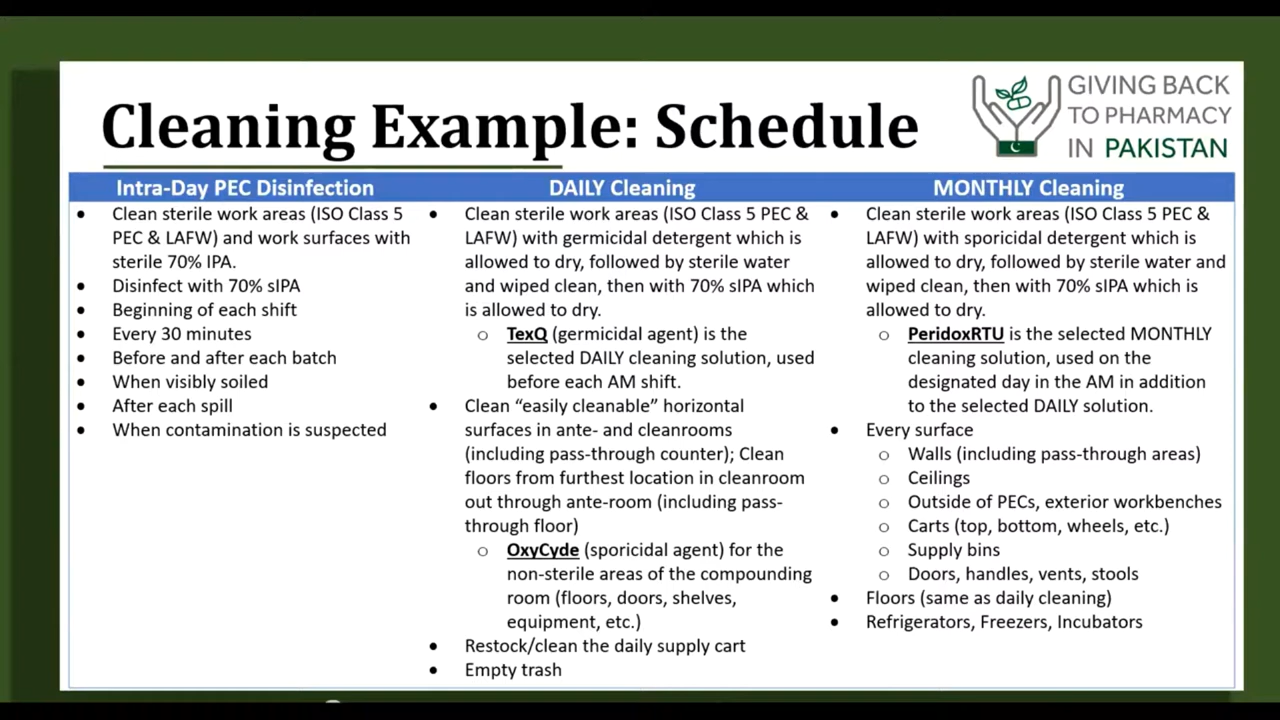 Cleaning Example: Schedule
GIVING BACK
TO PHARMACY
IN PAKISTAN
Intra-Day PEC Disinfection
• Clean sterile work areas (ISO Class 5
PEC & LAFW) and work surfaces with
sterile 70% IPA.
• Disinfect with 70% sIPA
• Beginning of each shift
• Every 30 minutes
• Before and after each batch
• When visibly soiled
• After each spill
• When contamination is suspected
DAILY Cleaning
• Clean sterile work areas (ISO Class 5 PEC &
LAFW) with germicidal detergent which is
allowed to dry, followed by sterile water
and wiped clean, then with 70% sIPA which
is allowed to dry.
o TexQ (germicidal agent) is the
selected DAILY cleaning solution, used
before each AM shift.
• Clean “easily cleanable” horizontal
surfaces in ante- and cleanrooms
(including pass-through counter); Clean
floors from furthest location in cleanroom
out through ante-room (including pass-
through floor)
o OxyCyde (sporicidal agent) for the
non-sterile areas of the compounding
room (floors, doors, shelves,
equipment, etc.)
• Restock/clean the daily supply cart
• Empty trash
MONTHLY Cleaning
• Clean sterile work areas (ISO Class 5 PEC &
LAFW) with sporicidal detergent which is
allowed to dry, followed by sterile water and
wiped clean, then with 70% sIPA which is
allowed to dry.
o PeridoxRTU is the selected MONTHLY
cleaning solution, used on the
designated day in the AM in addition
to the selected DAILY solution.
• Every surface
o Walls (including pass-through areas)
o Ceilings
o Outside of PECs, exterior workbenches
o Carts (top, bottom, wheels, etc.)
o Supply bins
o Doors, handles, vents, stools
• Floors (same as daily cleaning)
• Refrigerators, Freezers, Incubators